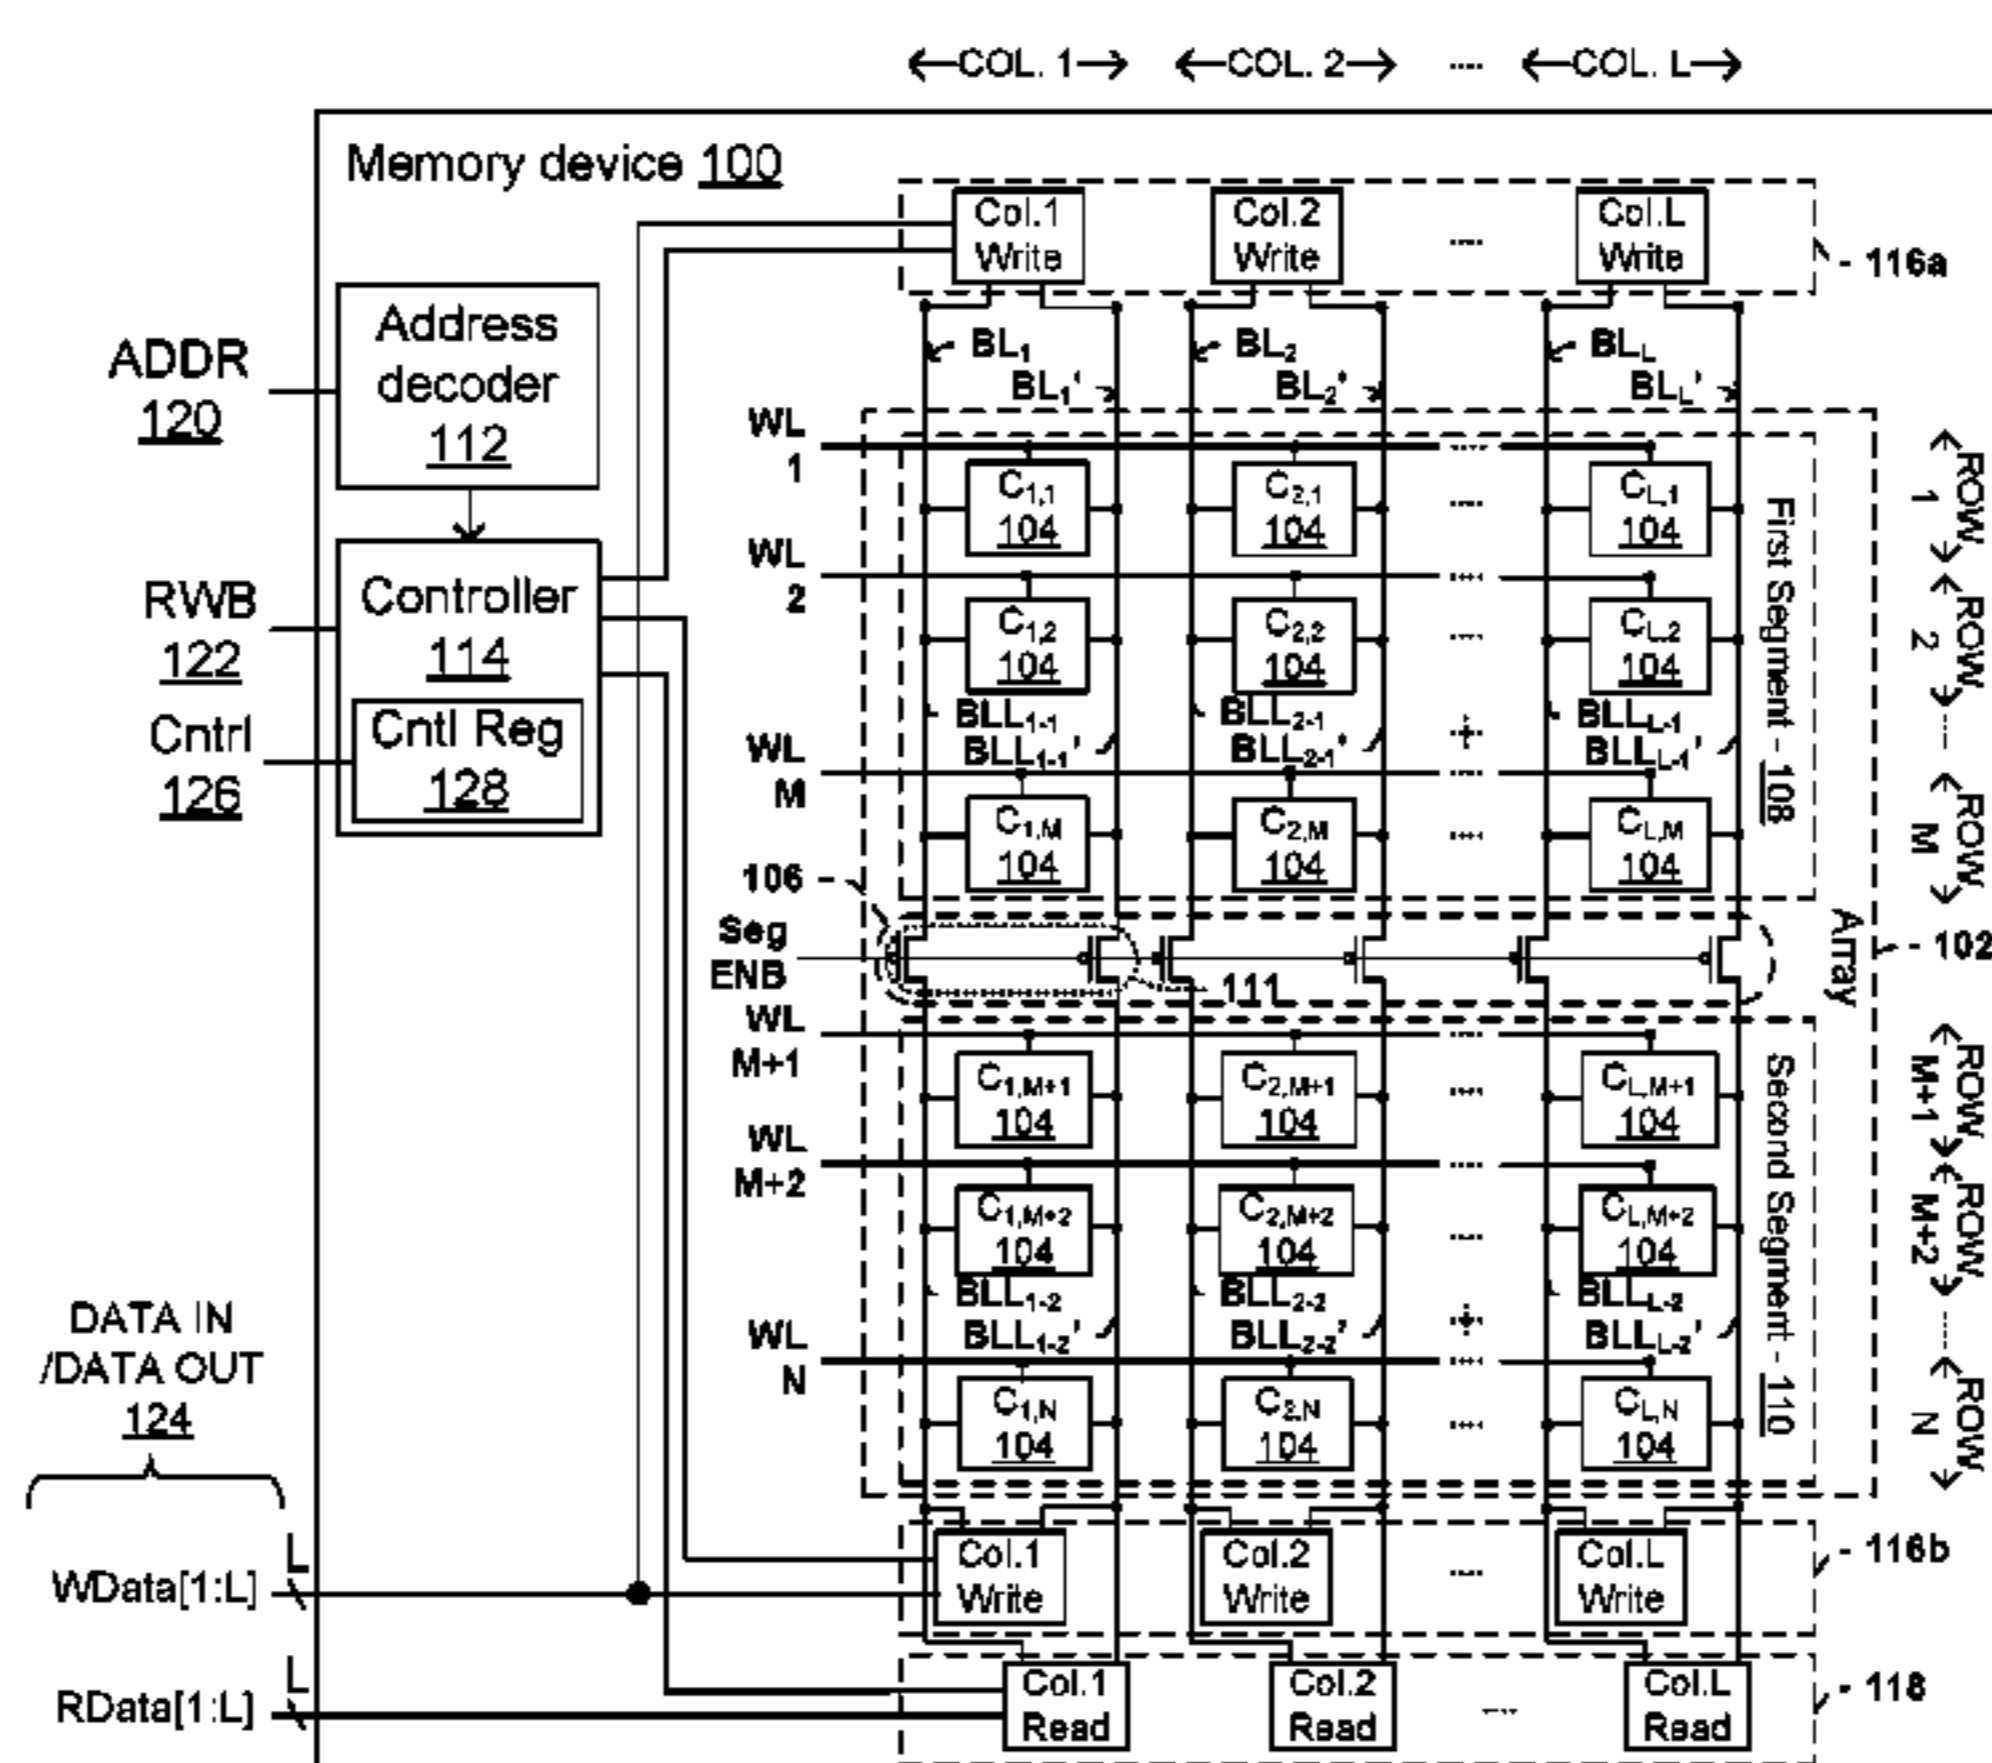 ←COL. 1→ ←COL. 2→ .... ←COL. L→
Memory device 100
Col.1 Write
Col.2 Write
....
Col.L Write
116a
Address decoder 112
ADDR 120
BL1 BL2 BLL
BL1' BL2' BLL'
WL 1
C1,1 104
C2,1 104
....
CL,1 104
ROW 1
WL 2
C1,2 104
C2,2 104
....
CL,2 104
ROW 2
RWB 122
Controller 114
Cntrl 126
Cntl Reg 128
First Segment - 108
BLL1-1 BLL2-1 BLLL-1
BLL1-1' BLL2-1' BLLL-1'
WL M
C1,M 104
C2,M 104
....
CL,M 104
ROW M
106
Seg ENB
111
Array
102
WL M+1
C1,M+1 104
C2,M+1 104
....
CL,M+1 104
ROW M+1
WL M+2
C1,M+2 104
C2,M+2 104
....
CL,M+2 104
ROW M+2
Second Segment - 110
BLL1-2 BLL2-2 BLLL-2
BLL1-2' BLL2-2' BLLL-2'
WL N
C1,N 104
C2,N 104
....
CL,N 104
ROW N
DATA IN
/DATA OUT
124
L
WData[1:L]
Col.1 Write
Col.2 Write
....
Col.L Write
116b
L
RData[1:L]
Col.1 Read
Col.2 Read
....
Col.L Read
118